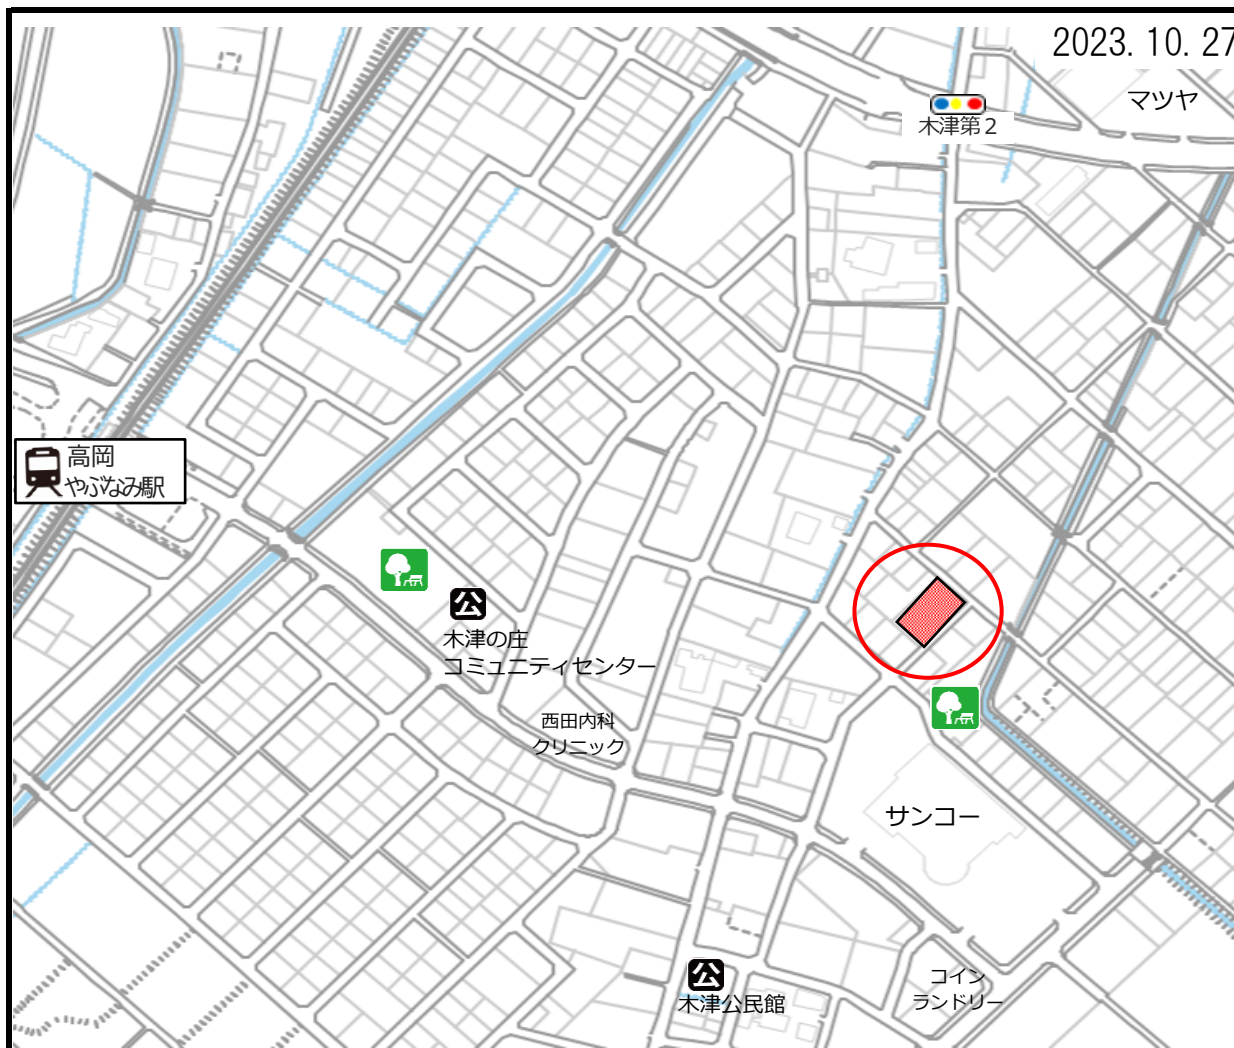 2023.10.27
マツヤ
木津第2
高岡
やぶなみ駅
公
木津の庄
コミュニティセンター
西田内科
クリニック
サンコー
公
木津公民館
コイン
ランドリー